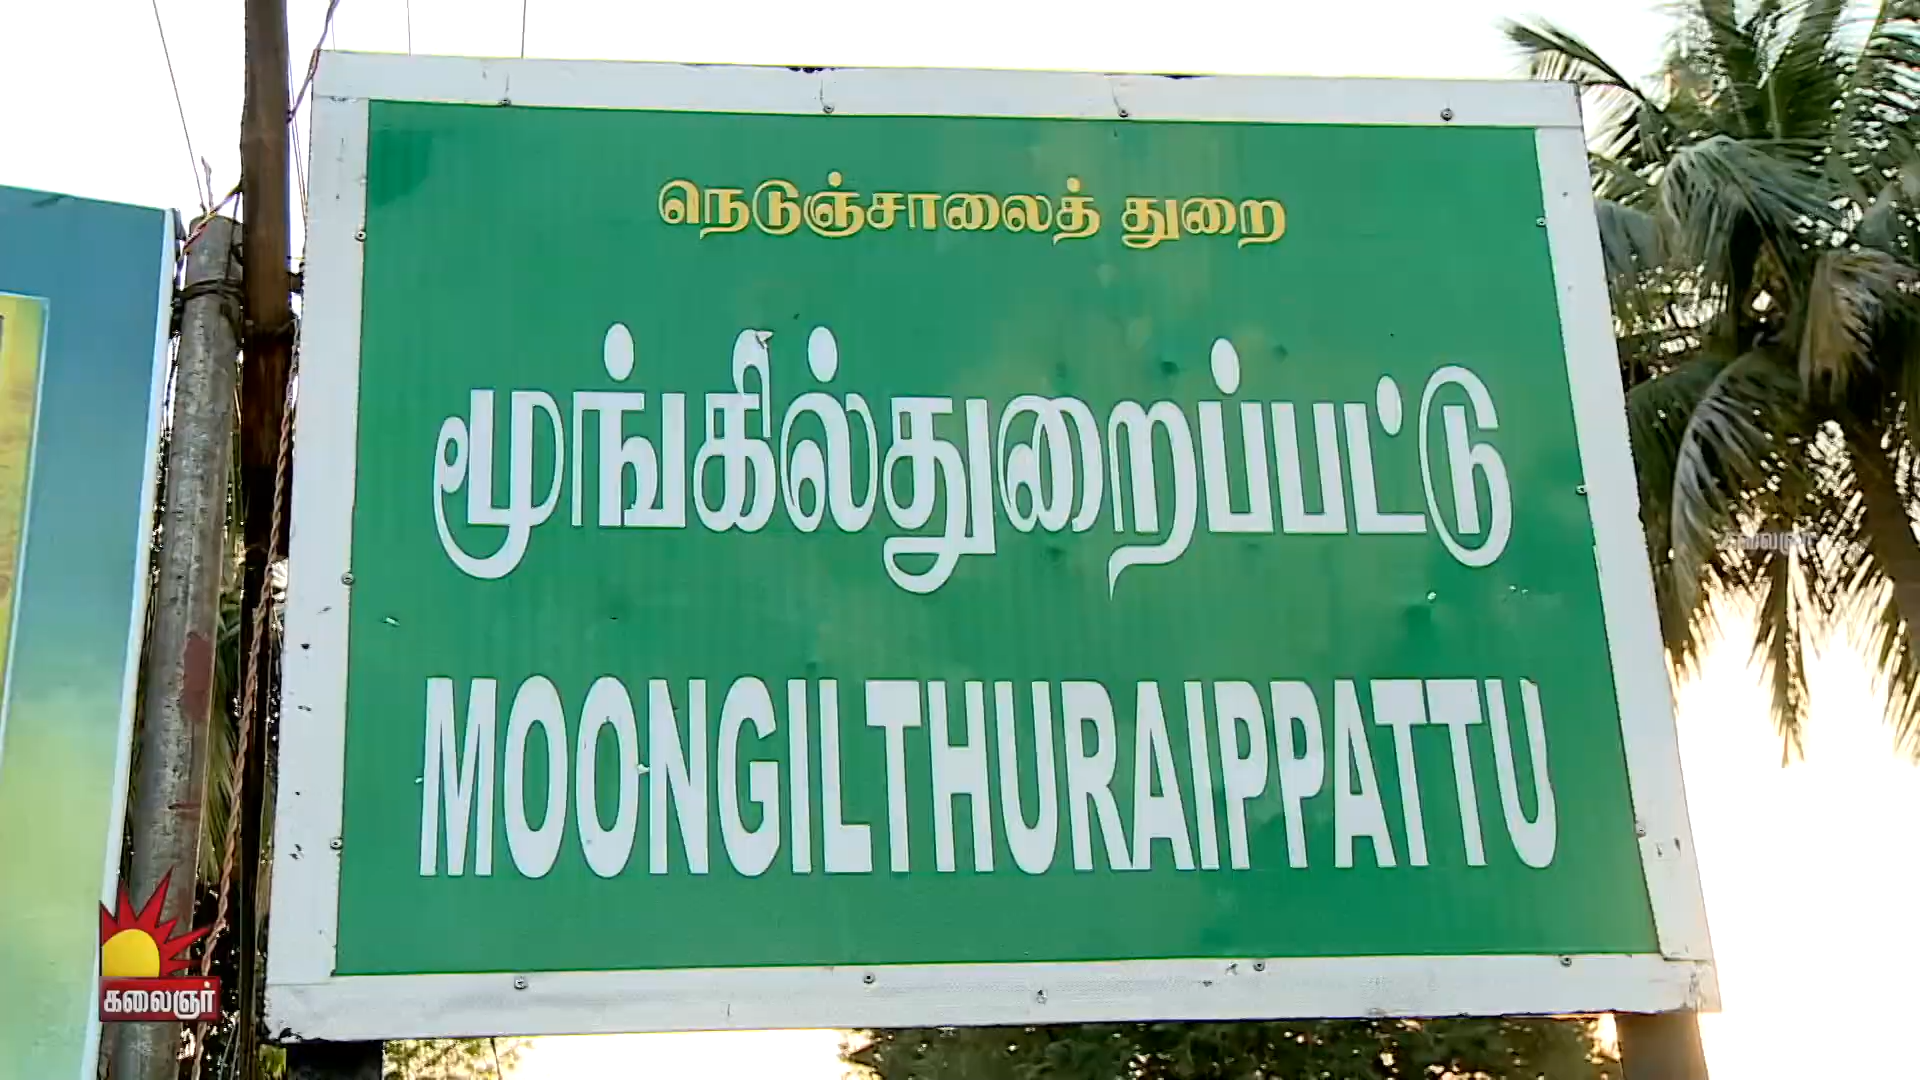 நெடுஞ்சாலைத் துறை
மூங்கில்துறைப்பட்டு
MOONGILTHURAIPPATTU
கலைஞர்